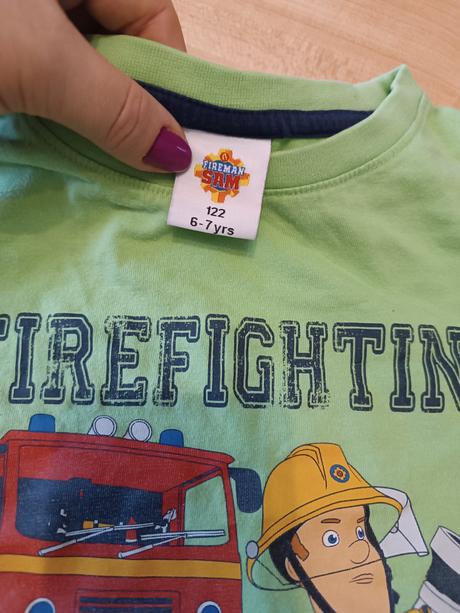 FIREMAN
SAM
122
6-7yrs
FIREFIGHTIN